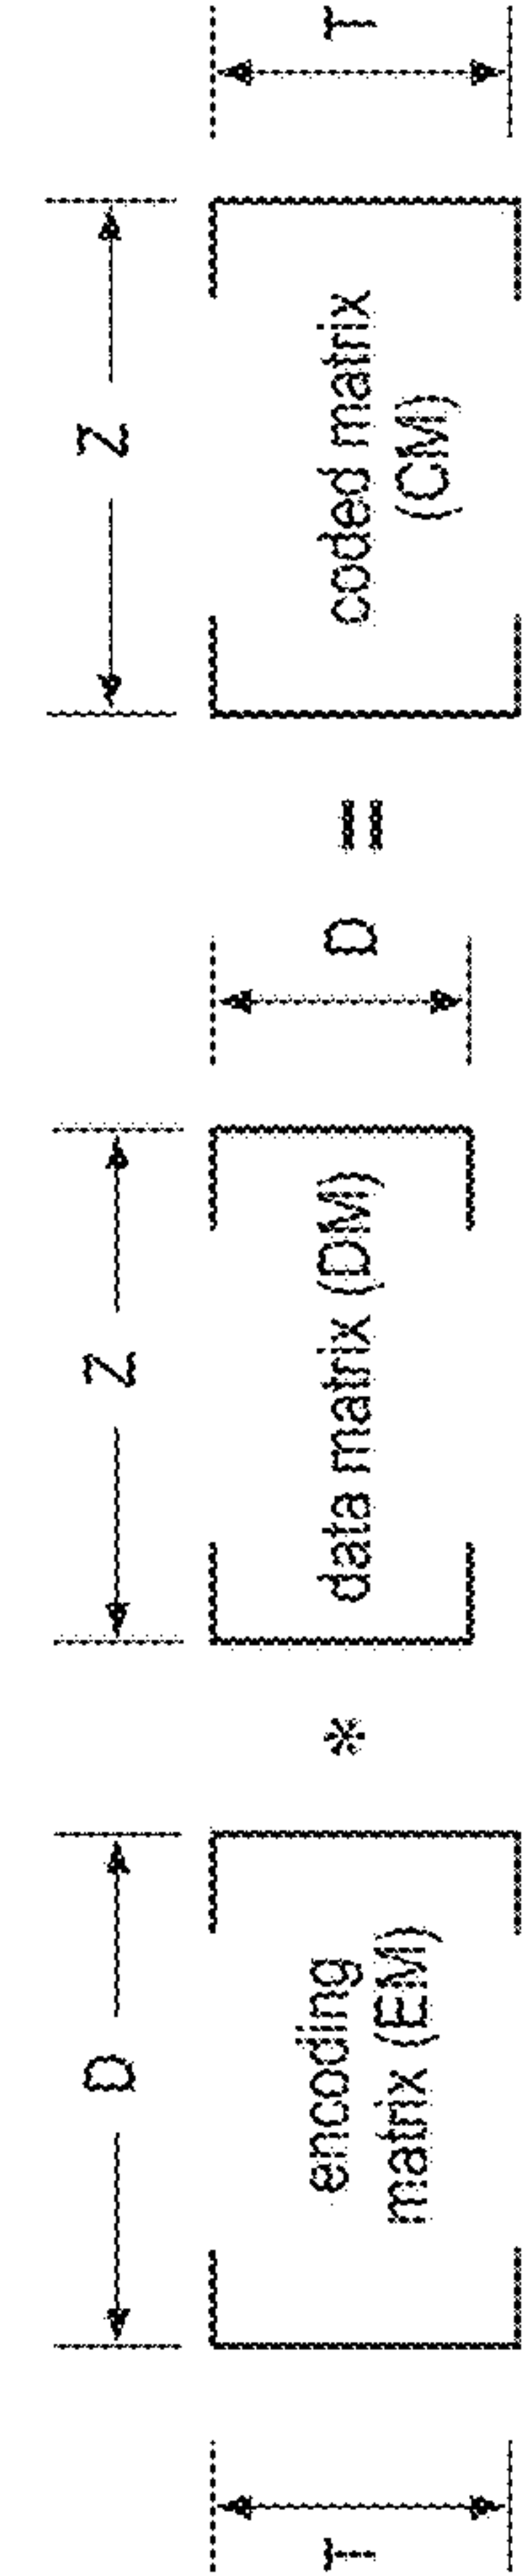 T
D
encoding
matrix (EM)
*
Z
data matrix (DM)
D
=
Z
coded matrix
(CM)
T